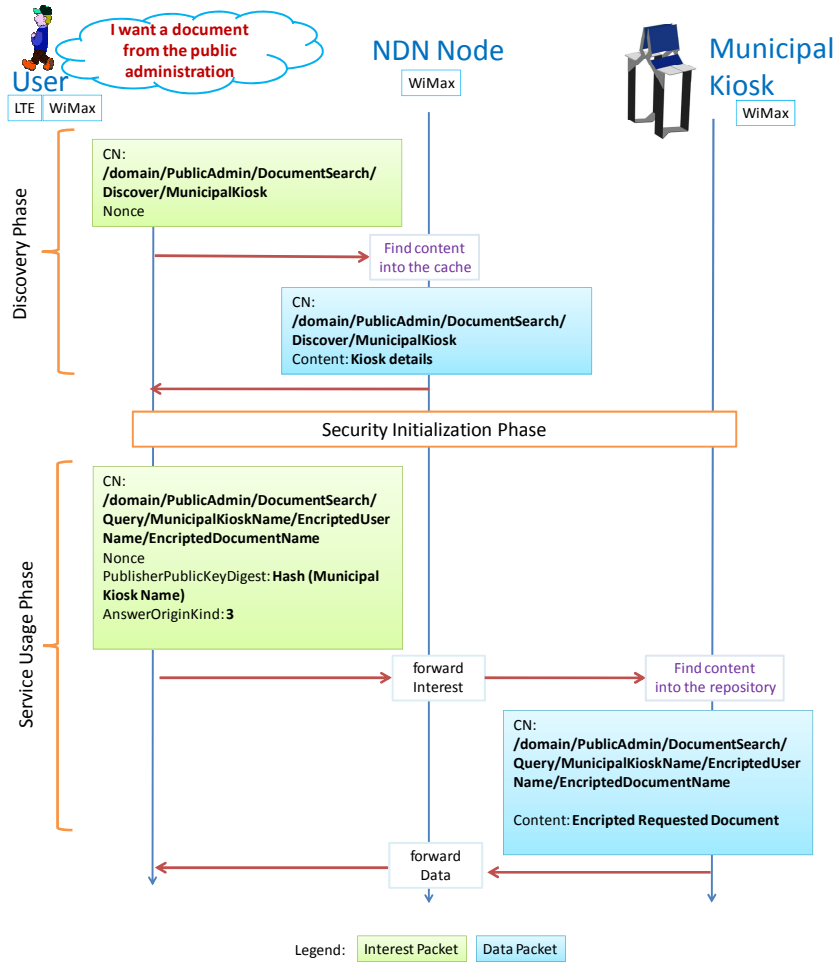 I want a document
from the public
administration
User
LTE WiMax
NDN Node
WiMax
Municipal
Kiosk
WiMax
Discovery Phase
CN:
/domain/PublicAdmin/DocumentSearch/
Discover/MunicipalKiosk
Nonce
Find content
into the cache
CN:
/domain/PublicAdmin/DocumentSearch/
Discover/MunicipalKiosk
Content: Kiosk details
Security Initialization Phase
Service Usage Phase
CN:
/domain/PublicAdmin/DocumentSearch/
Query/MunicipalKioskName/EncriptedUser
Name/EncriptedDocumentName
Nonce
PublisherPublicKeyDigest: Hash (Municipal
Kiosk Name)
AnswerOriginKind: 3
forward
Interest
Find content
into the repository
CN:
/domain/PublicAdmin/DocumentSearch/
Query/MunicipalKioskName/EncriptedUser
Name/EncriptedDocumentName
Content: Encripted Requested Document
forward
Data
Legend: Interest Packet Data Packet